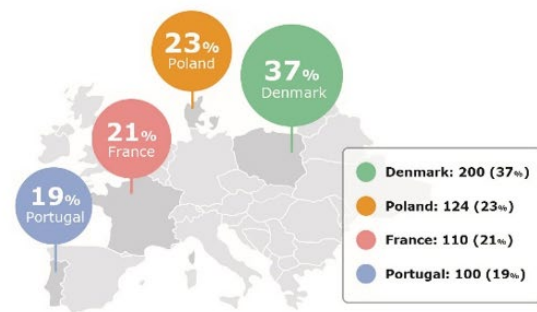 23%
Poland
37%
Denmark
21%
France
19%
Portugal
Denmark: 200 (37%)
Poland: 124 (23%)
France: 110 (21%)
Portugal: 100 (19%)